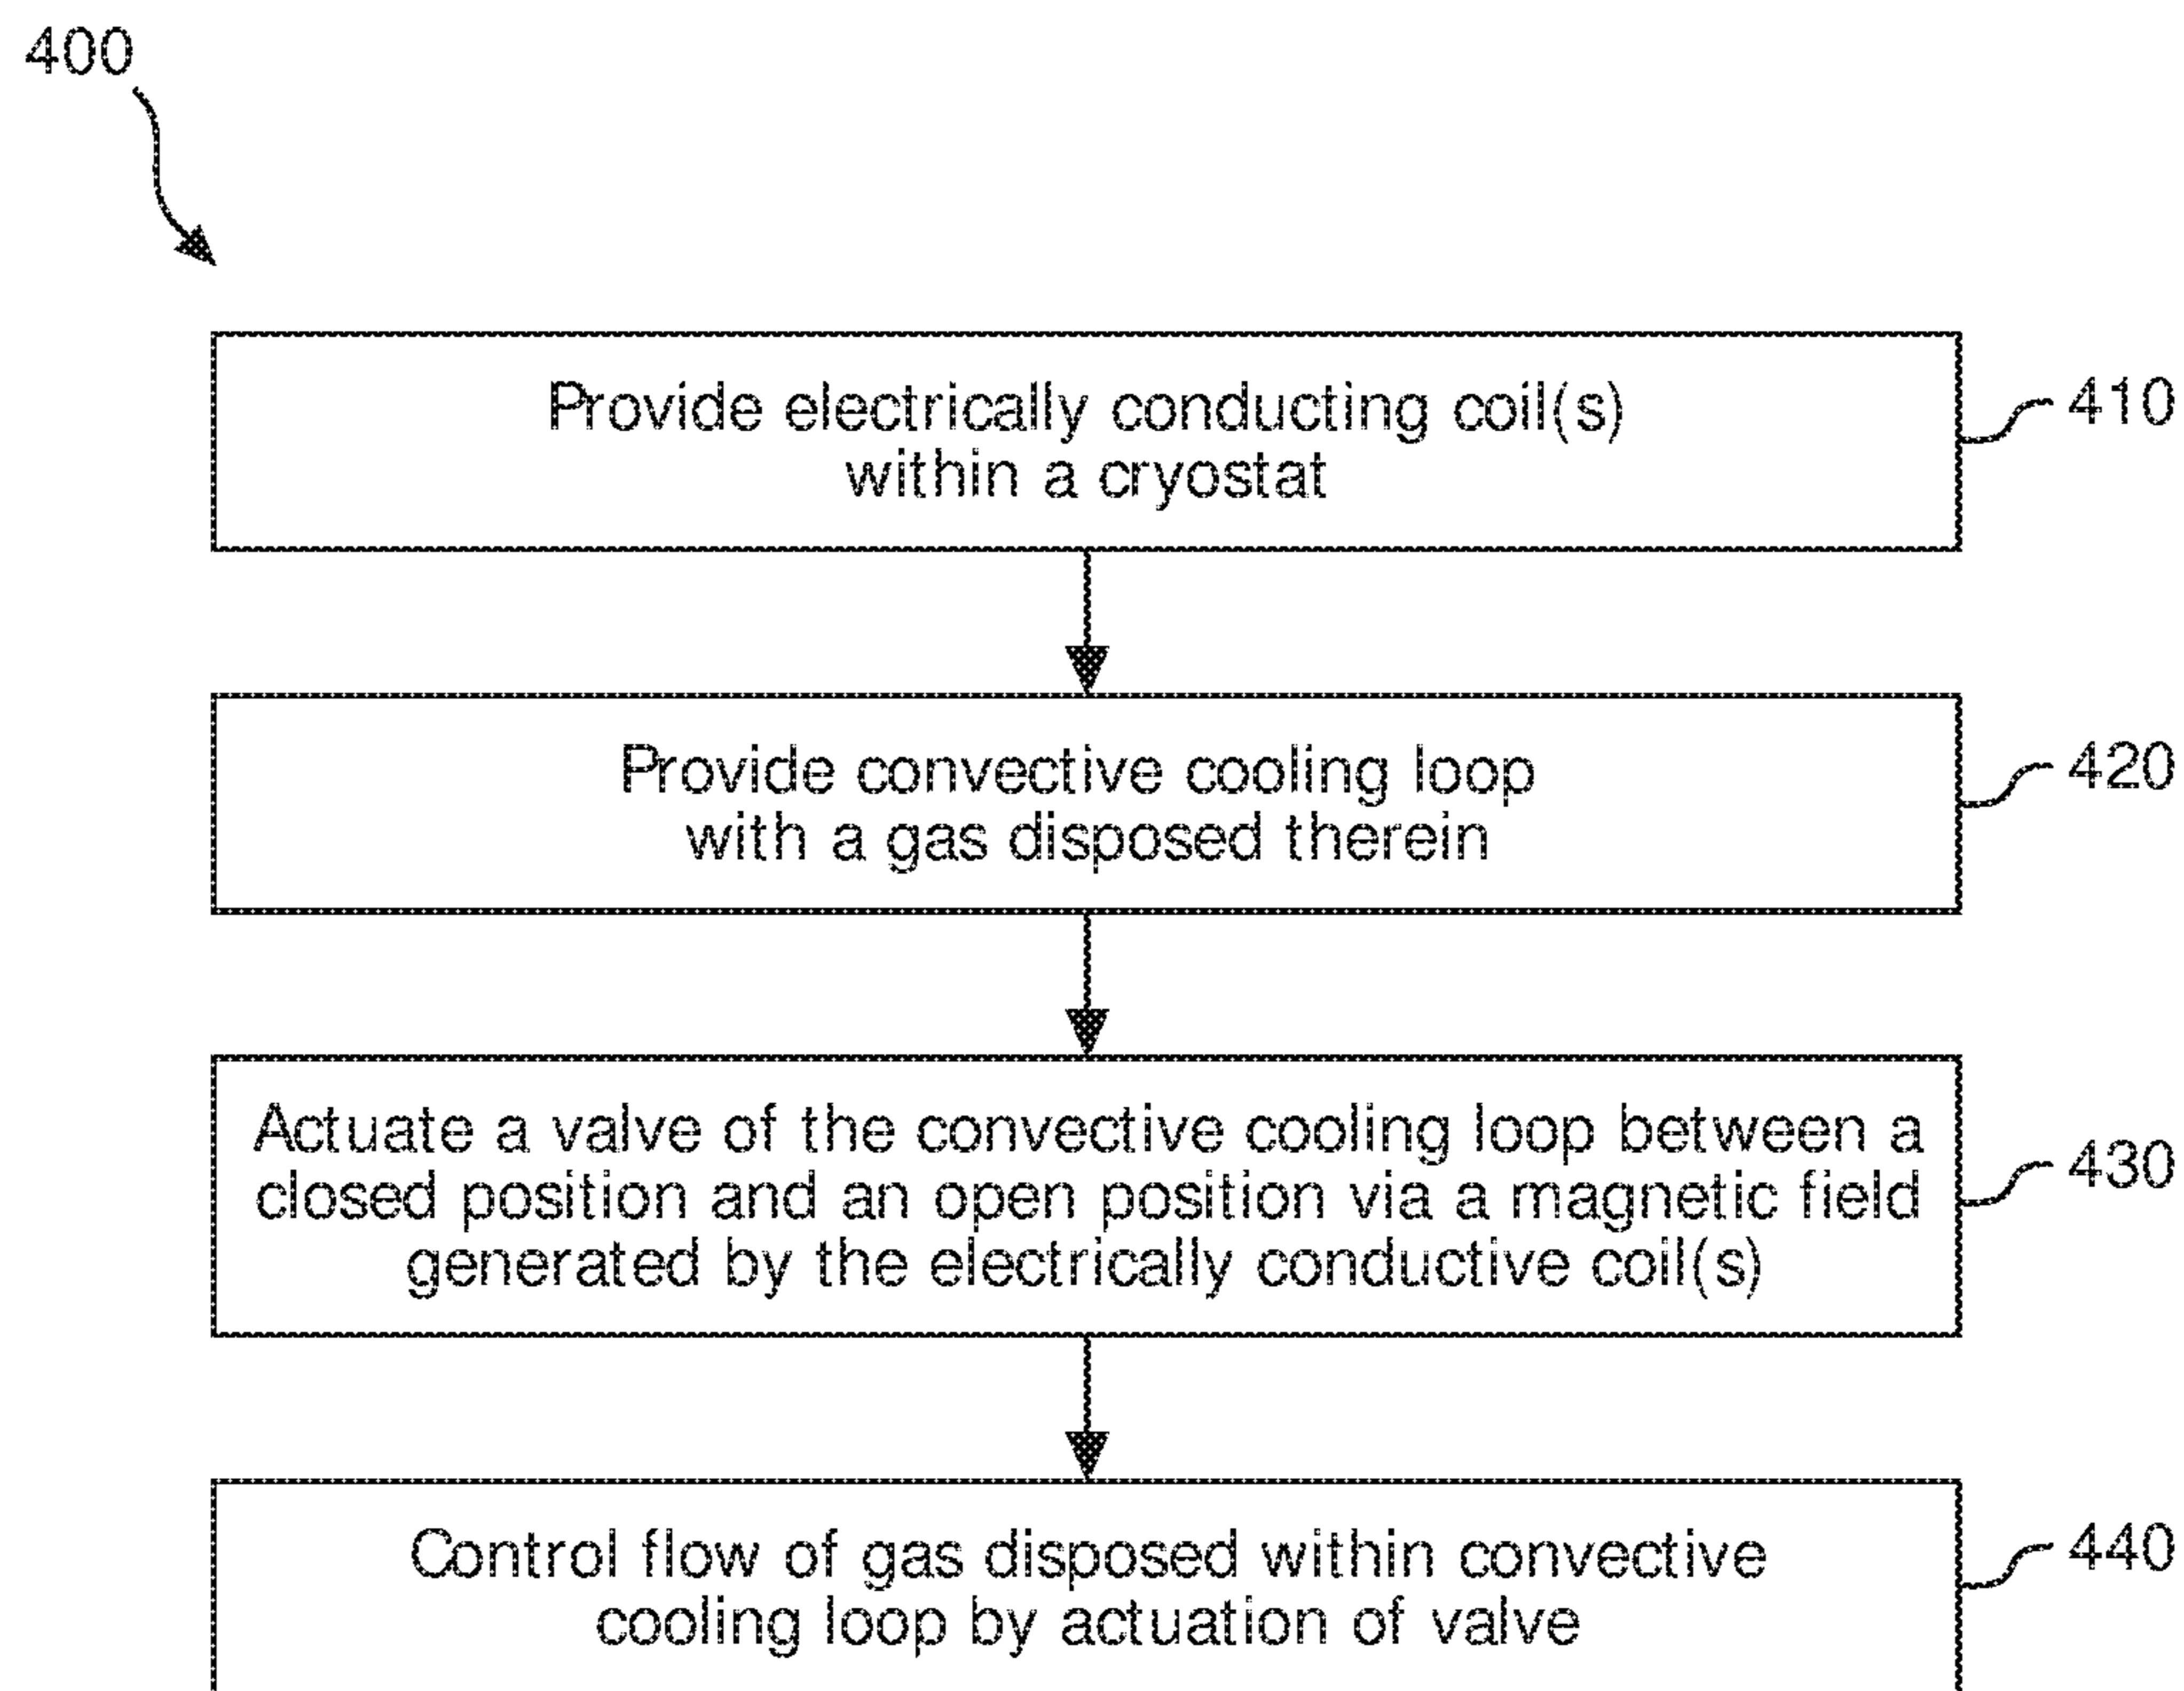 400
Provide electrically conducting coil(s)
within a cryostat
410
Provide convective cooling loop
with a gas disposed therein
420
Actuate a valve of the convective cooling loop between a
closed position and an open position via a magnetic field
generated by the electrically conductive coil(s)
430
Control flow of gas disposed within convective
cooling loop by actuation of valve
440